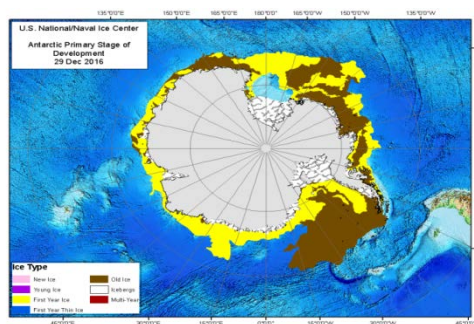 135°0'0"E 150°0'0"E 160°0'0"E 180°0'0" 160°0'0"W 150°0'0"W 135°0'0"W
U.S. National/Naval Ice Center
Antarctic Primary Stage of
Development
29 Dec 2016
Ice Type
New Ice
Young Ice
First Year Ice
First Year Thin Ice
Old Ice
Icebergs
Multi-Year